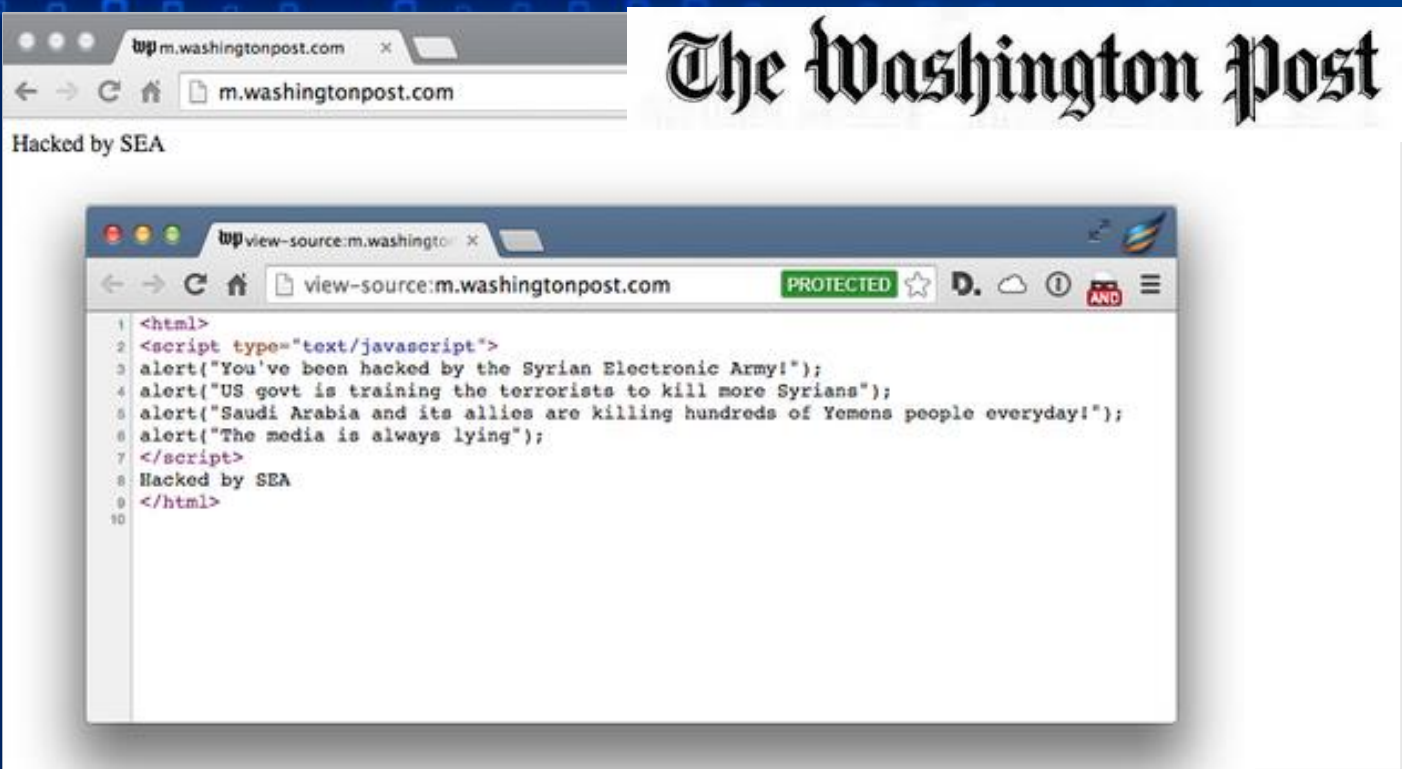 wp m.washingtonpost.com ×
m.washingtonpost.com
The Washington Post
Hacked by SEA
wp view-source:m.washingto ×
view-source:m.washingtonpost.com PROTECTED D. AND
1 <html>
2 <script type="text/javascript">
3 alert("You've been hacked by the Syrian Electronic Army!");
4 alert("US govt is training the terrorists to kill more Syrians");
5 alert("Saudi Arabia and its allies are killing hundreds of Yemens people everyday!");
6 alert("The media is always lying");
7 </script>
8 Hacked by SEA
9 </html>
10